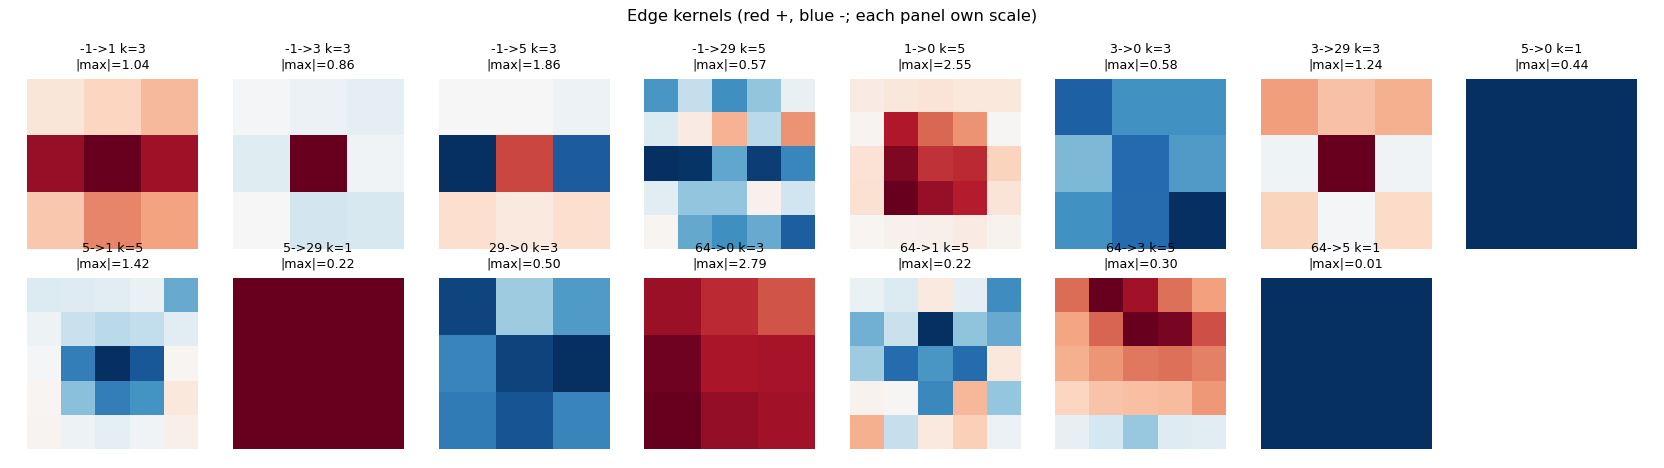 Edge kernels (red +, blue -; each panel own scale)
-1->1 k=3
|max|=1.04
-1->3 k=3
|max|=0.86
-1->5 k=3
|max|=1.86
-1->29 k=5
|max|=0.57
1->0 k=5
|max|=2.55
3->0 k=3
|max|=0.58
3->29 k=3
|max|=1.24
5->0 k=1
|max|=0.44
5->1 k=5
|max|=1.42
5->29 k=1
|max|=0.22
29->0 k=3
|max|=0.50
64->0 k=3
|max|=2.79
64->1 k=5
|max|=0.22
64->3 k=5
|max|=0.30
64->5 k=1
|max|=0.01